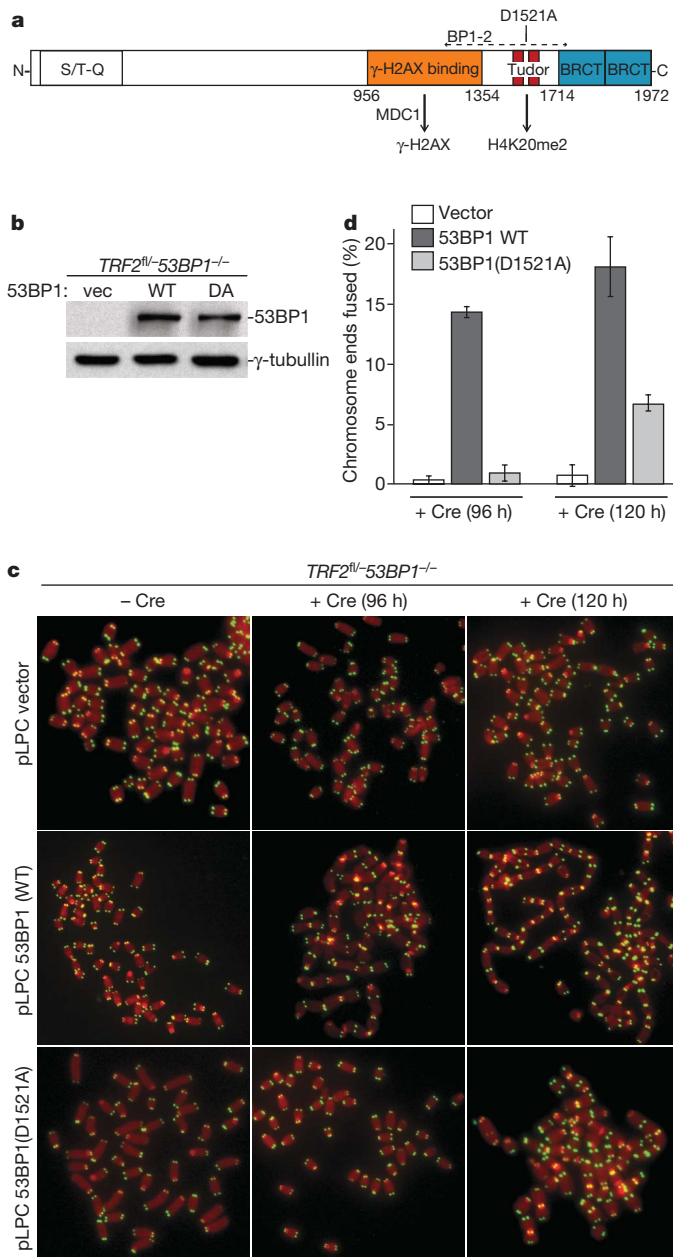 a
D1521A
BP1-2
N- S/T-Q γ-H2AX binding Tudor BRCT BRCT -C
956 1354 1714 1972
MDC1
γ-H2AX H4K20me2
b
TRF2fl/–53BP1–/–
53BP1: vec WT DA
-53BP1
-γ-tubullin
d
Vector
53BP1 WT
53BP1(D1521A)
Chromosome ends fused (%)
20
15
10
5
0
+ Cre (96 h) + Cre (120 h)
c
TRF2fl/–53BP1–/–
– Cre + Cre (96 h) + Cre (120 h)
pLPC vector
pLPC 53BP1 (WT)
pLPC 53BP1(D1521A)